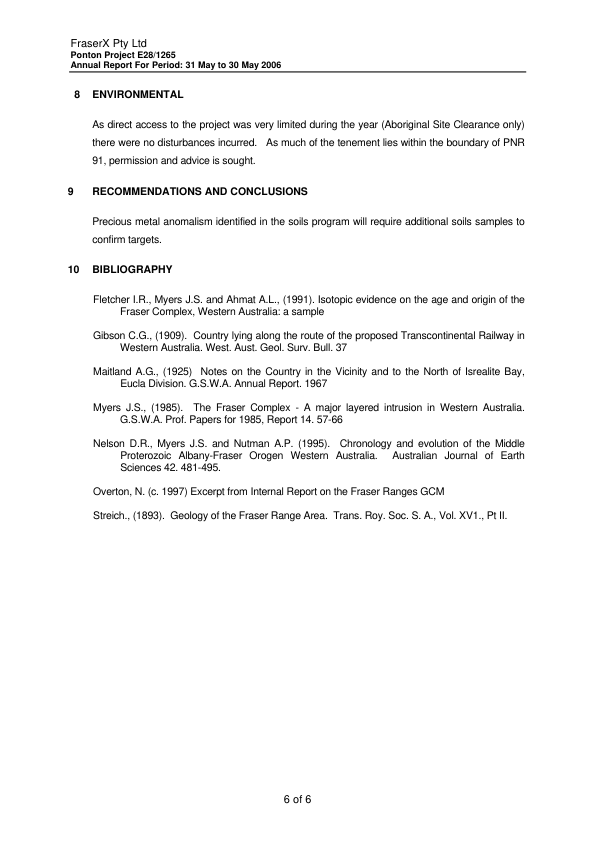 FraserX Pty Ltd
Ponton Project E28/1265
Annual Report For Period: 31 May to 30 May 2006
8 ENVIRONMENTAL
As direct access to the project was very limited during the year (Aboriginal Site Clearance only)
there were no disturbances incurred. As much of the tenement lies within the boundary of PNR
91, permission and advice is sought.
9 RECOMMENDATIONS AND CONCLUSIONS
Precious metal anomalism identified in the soils program will require additional soils samples to
confirm targets.
10 BIBLIOGRAPHY
Fletcher I.R., Myers J.S. and Ahmat A.L., (1991). Isotopic evidence on the age and origin of the
Fraser Complex, Western Australia: a sample
Gibson C.G., (1909). Country lying along the route of the proposed Transcontinental Railway in
Western Australia. West. Aust. Geol. Surv. Bull. 37
Maitland A.G., (1925) Notes on the Country in the Vicinity and to the North of Isrealite Bay,
Eucla Division. G.S.W.A. Annual Report. 1967
Myers J.S., (1985). The Fraser Complex - A major layered intrusion in Western Australia.
G.S.W.A. Prof. Papers for 1985, Report 14. 57-66
Nelson D.R., Myers J.S. and Nutman A.P. (1995). Chronology and evolution of the Middle
Proterozoic Albany-Fraser Orogen Western Australia. Australian Journal of Earth
Sciences 42. 481-495.
Overton, N. (c. 1997) Excerpt from Internal Report on the Fraser Ranges GCM
Streich., (1893). Geology of the Fraser Range Area. Trans. Roy. Soc. S. A., Vol. XV1., Pt II.
6 of 6